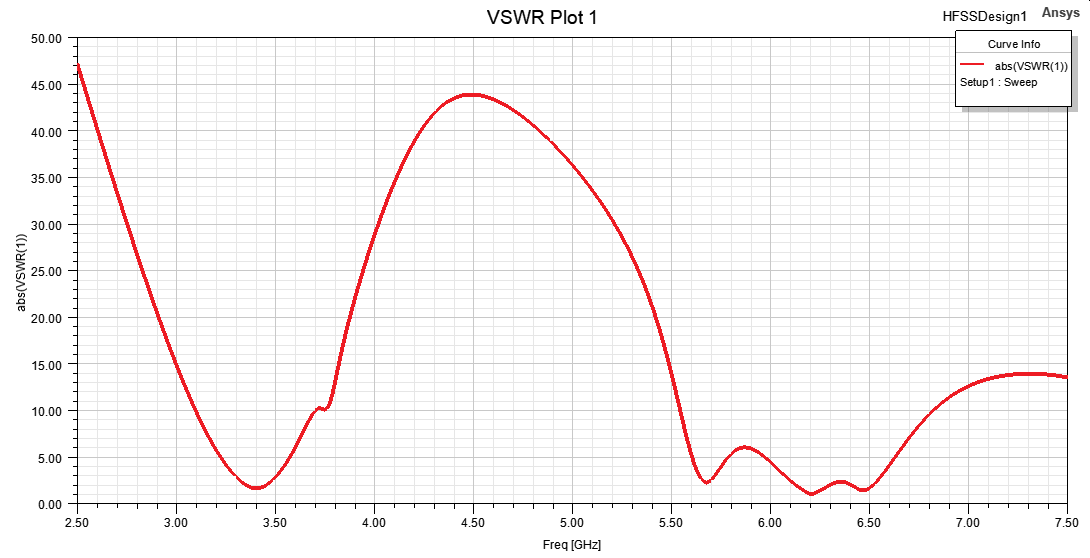 VSWR Plot 1
HFSSDesign1
Ansys
Curve Info
abs(VSWR(1))
Setup1 : Sweep
50.00
45.00
40.00
35.00
30.00
25.00
20.00
15.00
10.00
5.00
0.00
abs(VSWR(1))
2.50 3.00 3.50 4.00 4.50 5.00 5.50 6.00 6.50 7.00 7.50
Freq [GHz]